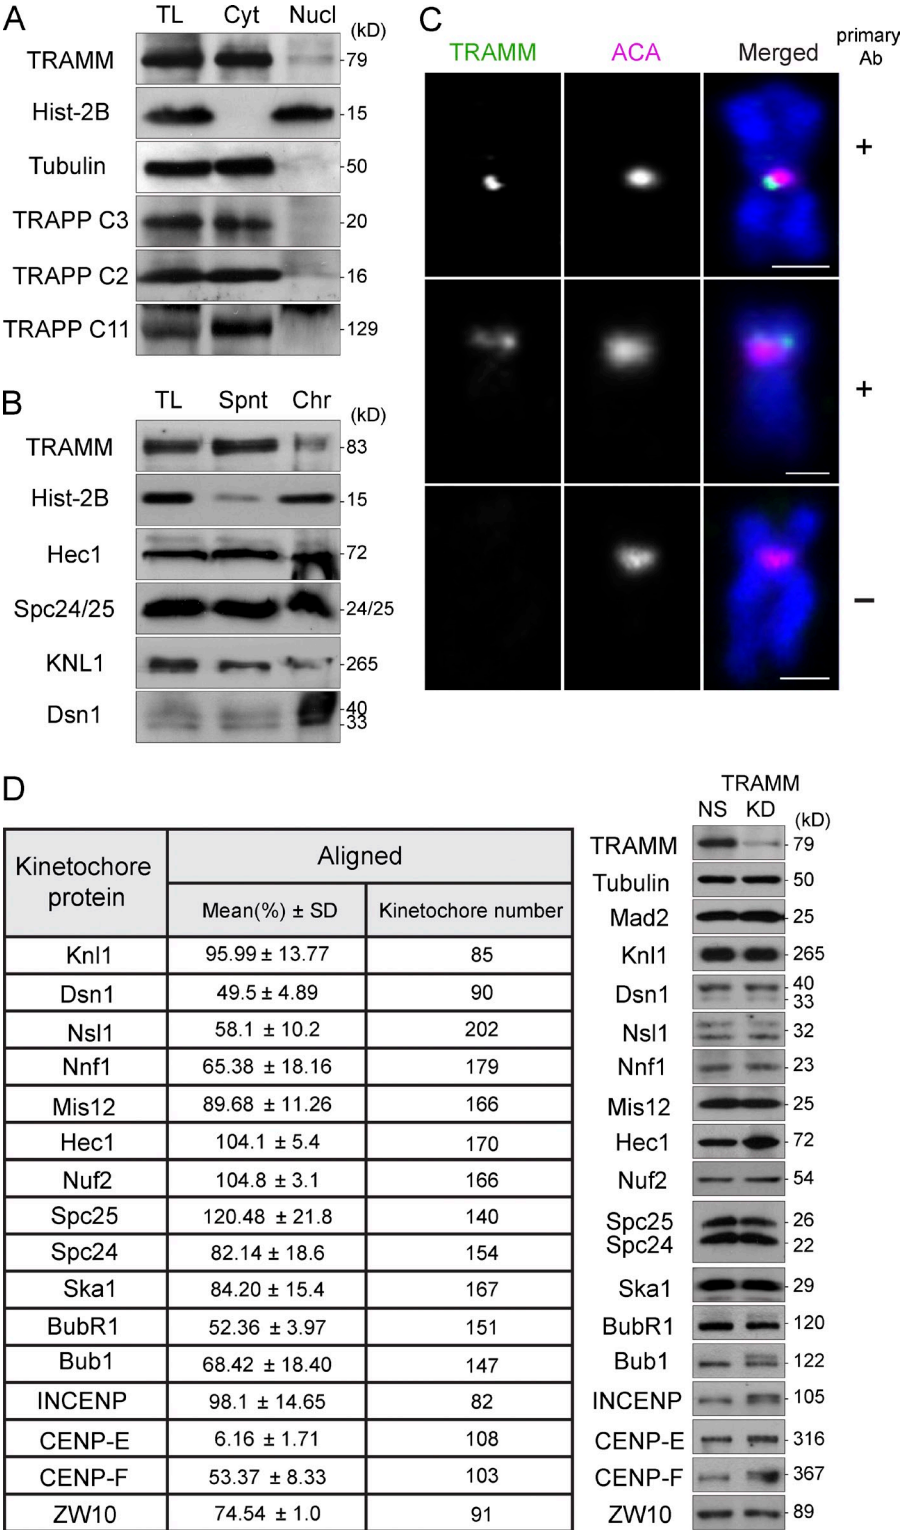 A
TL Cyt Nucl
(kD)
TRAMM 79
Hist-2B 15
Tubulin 50
TRAPP C3 20
TRAPP C2 16
TRAPP C11 129
B
TL Spnt Chr
(kD)
TRAMM 83
Hist-2B 15
Hec1 72
Spc24/25 24/25
KNL1 265
Dsn1 40
33
C
TRAMM ACA Merged
primary
Ab
+
+
–
D
Kinetochore protein Aligned
Mean(%) ± SD Kinetochore number
Knl1 95.99 ± 13.77 85
Dsn1 49.5 ± 4.89 90
Nsl1 58.1 ± 10.2 202
Nnf1 65.38 ± 18.16 179
Mis12 89.68 ± 11.26 166
Hec1 104.1 ± 5.4 170
Nuf2 104.8 ± 3.1 166
Spc25 120.48 ± 21.8 140
Spc24 82.14 ± 18.6 154
Ska1 84.20 ± 15.4 167
BubR1 52.36 ± 3.97 151
Bub1 68.42 ± 18.40 147
INCENP 98.1 ± 14.65 82
CENP-E 6.16 ± 1.71 108
CENP-F 53.37 ± 8.33 103
ZW10 74.54 ± 1.0 91
TRAMM
NS KD
(kD)
TRAMM 79
Tubulin 50
Mad2 25
Knl1 265
Dsn1 40
33
Nsl1 32
Nnf1 23
Mis12 25
Hec1 72
Nuf2 54
Spc25 26
Spc24 22
Ska1 29
BubR1 120
Bub1 122
INCENP 105
CENP-E 316
CENP-F 367
ZW10 89